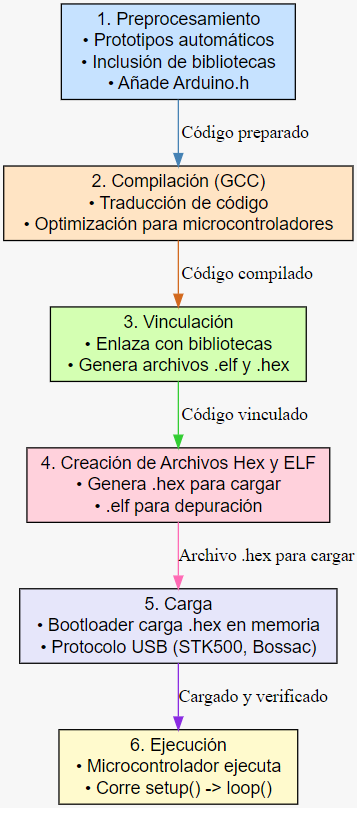 1. Preprocesamiento
• Prototipos automáticos
• Inclusión de bibliotecas
• Añade Arduino.h
Código preparado
2. Compilación (GCC)
• Traducción de código
• Optimización para microcontroladores
Código compilado
3. Vinculación
• Enlaza con bibliotecas
• Genera archivos .elf y .hex
Código vinculado
4. Creación de Archivos Hex y ELF
• Genera .hex para cargar
• .elf para depuración
Archivo .hex para cargar
5. Carga
• Bootloader carga .hex en memoria
• Protocolo USB (STK500, Bossac)
Cargado y verificado
6. Ejecución
• Microcontrolador ejecuta
• Corre setup() -> loop()